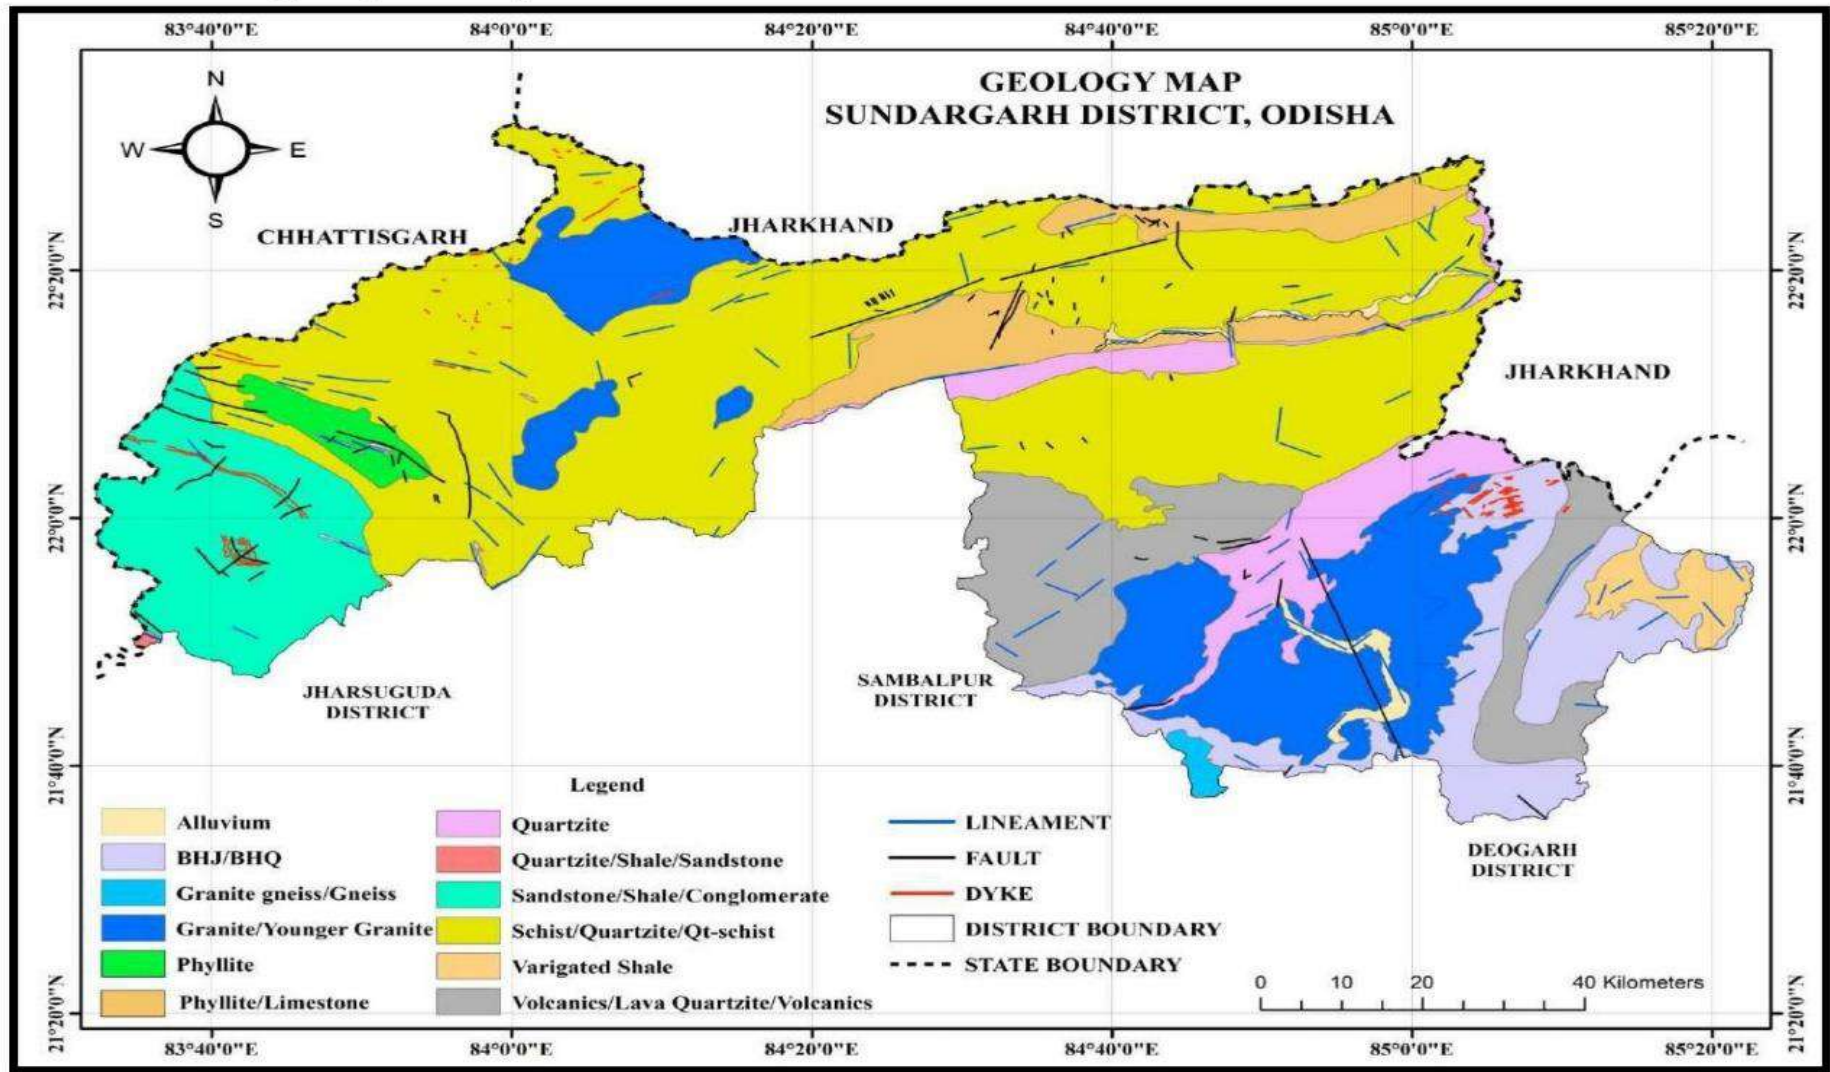 83°40'0"E 84°0'0"E 84°20'0"E 84°40'0"E 85°0'0"E 85°20'0"E
GEOLOGY MAP
SUNDARGARH DISTRICT, ODISHA
N
W E
S
CHHATTISGARH
JHARKHAND
22°20'0"N 22°20'0"N
JHARKHAND
22°0'0"N 22°0'0"N
SAMBALPUR
DISTRICT
JHARSUGUDA
DISTRICT
21°40'0"N 21°40'0"N
DEOGARH
DISTRICT
Legend
Alluvium
BHJ/BHQ
Granite gneiss/Gneiss
Granite/Younger Granite
Phyllite
Phyllite/Limestone
Quartzite
Quartzite/Shale/Sandstone
Sandstone/Shale/Conglomerate
Schist/Quartzite/Qt-schist
Varigated Shale
Volcanics/Lava Quartzite/Volcanics
LINEAMENT
FAULT
DYKE
DISTRICT BOUNDARY
STATE BOUNDARY
0 10 20 40 Kilometers
21°20'0"N 21°20'0"N
83°40'0"E 84°0'0"E 84°20'0"E 84°40'0"E 85°0'0"E 85°20'0"E